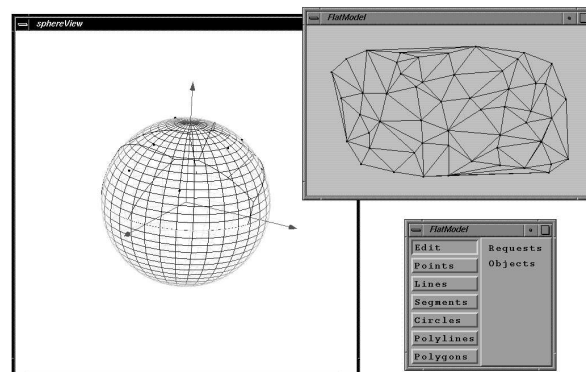 sphereView
FlatModel
FlatModel
Edit
Requests
Points
Objects
Lines
Segments
Circles
Polylines
Polygons